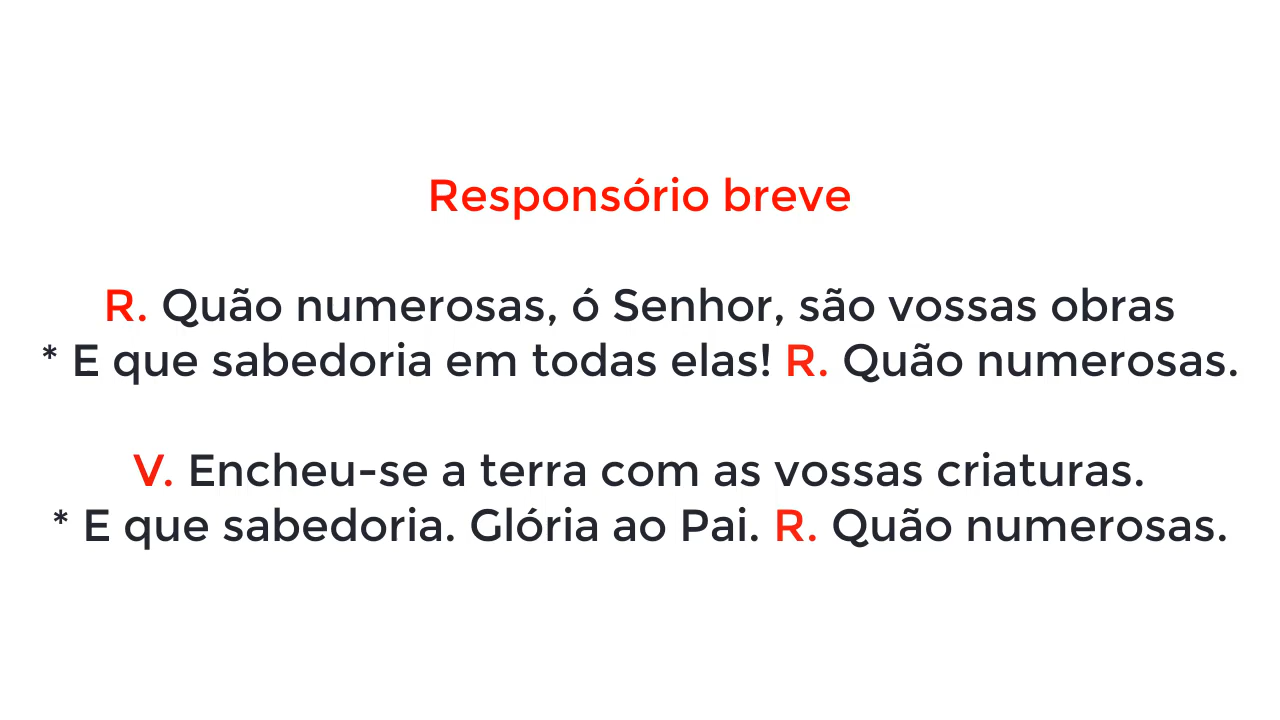 Responsório breve
R. Quão numerosas, ó Senhor, são vossas obras
* E que sabedoria em todas elas! R. Quão numerosas.
V. Encheu-se a terra com as vossas criaturas.
* E que sabedoria. Glória ao Pai. R. Quão numerosas.